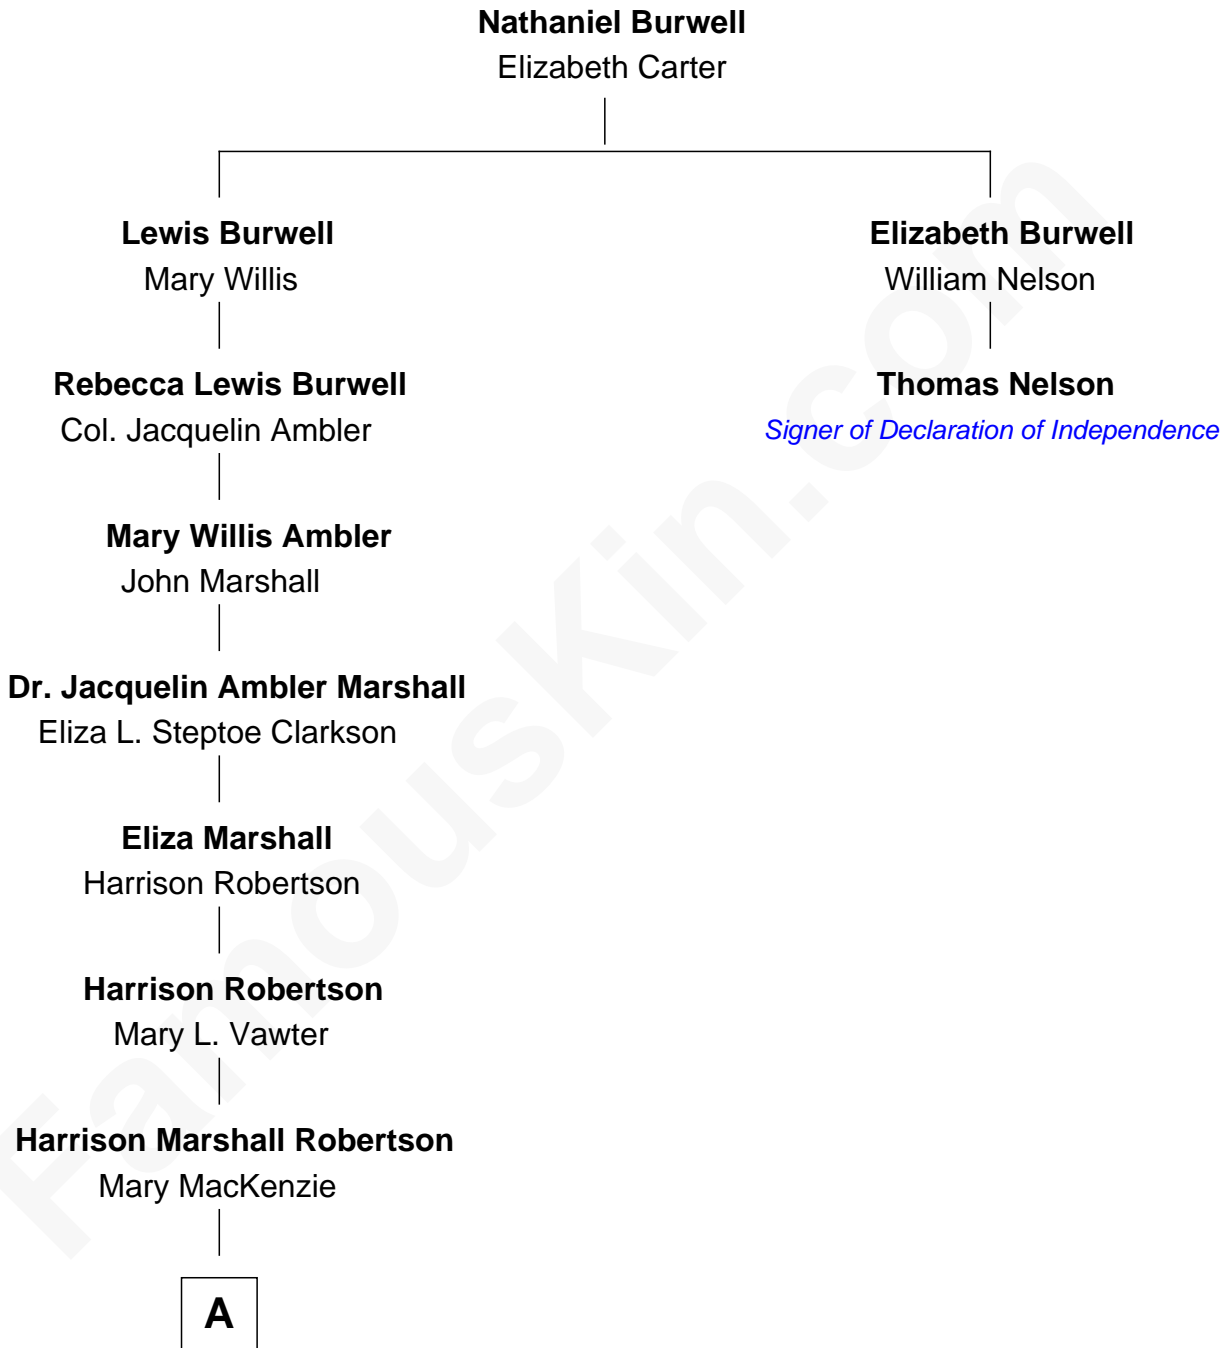 Nathaniel Burwell
Elizabeth Carter
Lewis Burwell
Mary Willis
Elizabeth Burwell
William Nelson
Rebecca Lewis Burwell
Col. Jacquelin Ambler
Thomas Nelson
Signer of Declaration of Independence
Mary Willis Ambler
John Marshall
Dr. Jacquelin Ambler Marshall
Eliza L. Steptoe Clarkson
Eliza Marshall
Harrison Robertson
Harrison Robertson
Mary L. Vawter
Harrison Marshall Robertson
Mary MacKenzie
A
FamousKin.com